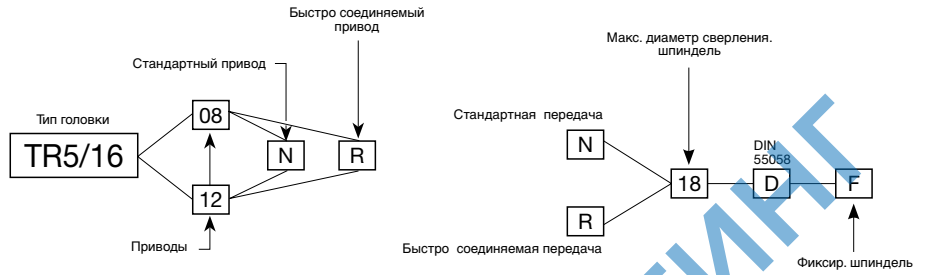 Быстро соединяемый
привод
Стандартный привод
Тип головки
TR5/16
08
N
R
12
Приводы
Макс. диаметр сверления.
шпиндель
Стандартная передача
N
DIN
55058
18
D
F
R
Быстро соединяемая передача
Фиксир. шпиндель